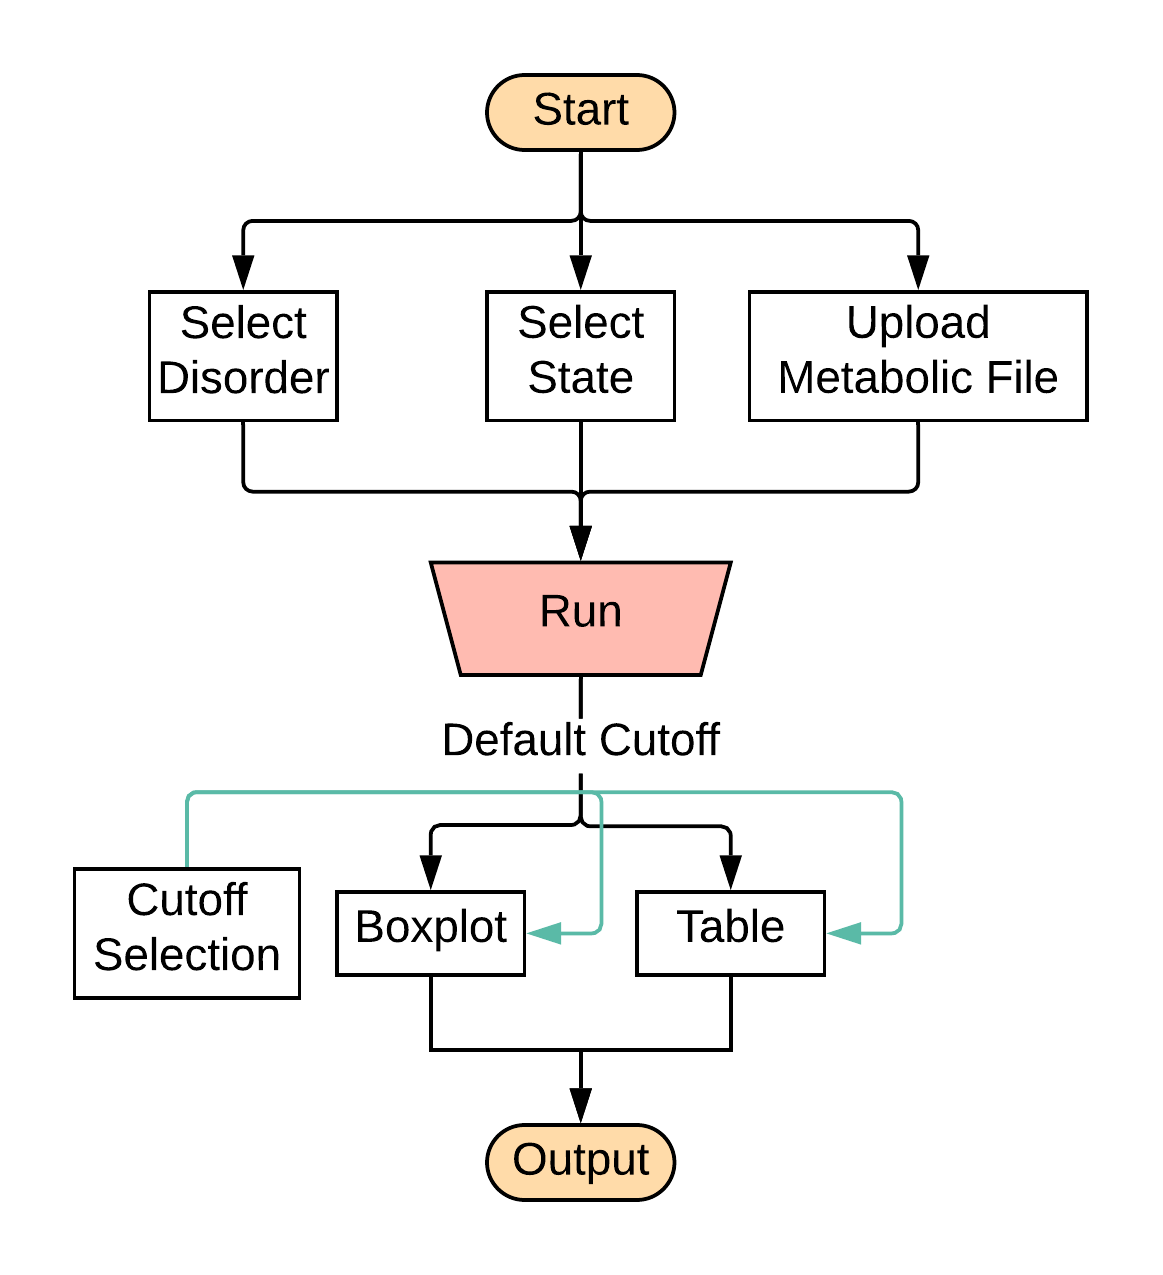 Start
Select
Disorder
Select
State
Upload
Metabolic File
Run
Default Cutoff
Cutoff
Selection
Boxplot
Table
Output